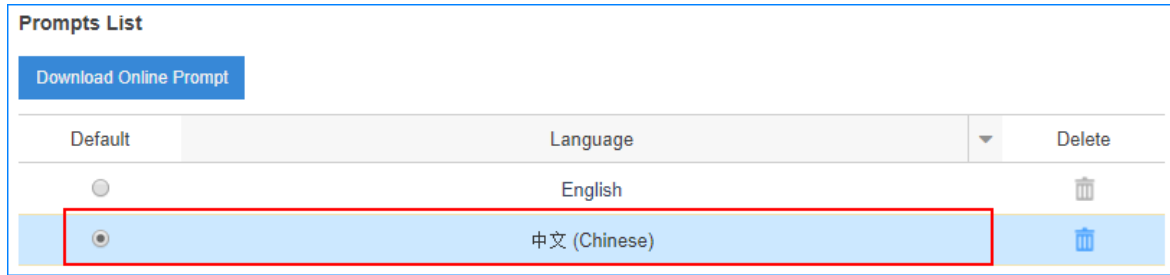 Prompts List
Download Online Prompt
Default Language Delete
English
中文 (Chinese)